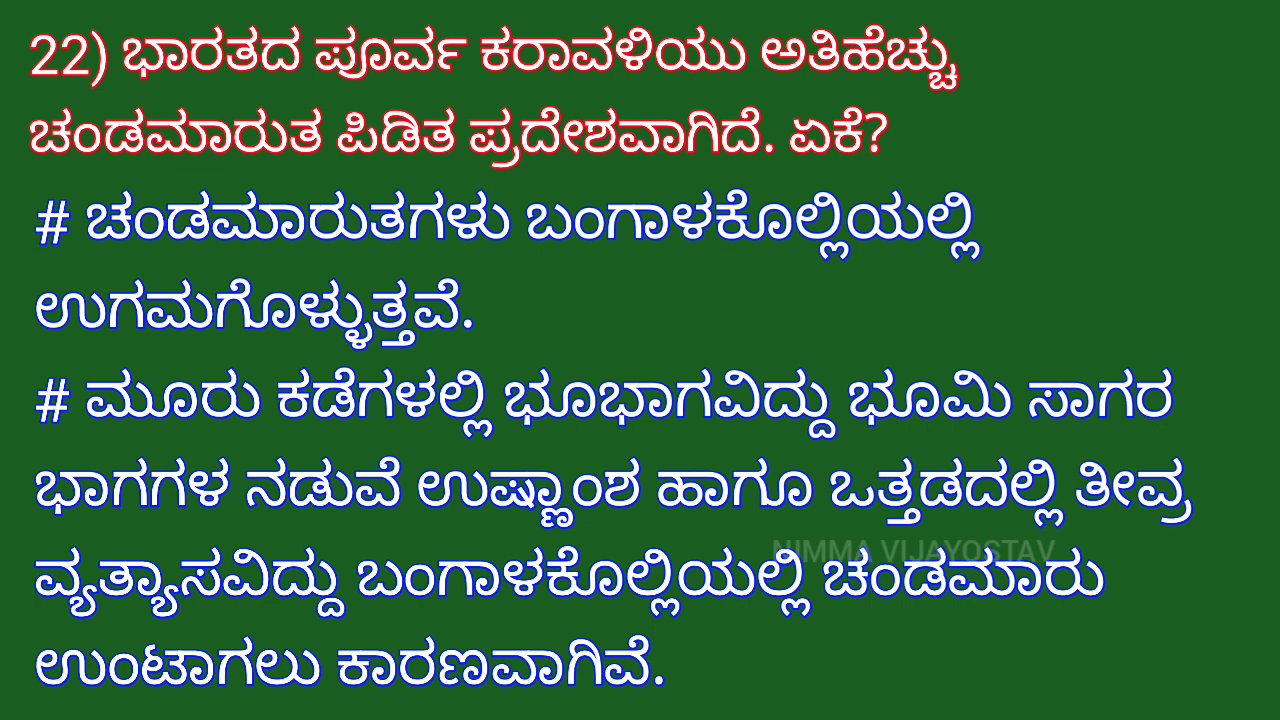 22) ಭಾರತದ ಪೂರ್ವ ಕರಾವಳಿಯು ಅತಿಹೆಚ್ಚು
ಚಂಡಮಾರುತ ಪಿಡಿತ ಪ್ರದೇಶವಾಗಿದೆ. ಏಕೆ?
# ಚಂಡಮಾರುತಗಳು ಬಂಗಾಳಕೊಲ್ಲಿಯಲ್ಲಿ
ಉಗಮಗೊಳ್ಳುತ್ತವೆ.
# ಮೂರು ಕಡೆಗಳಲ್ಲಿ ಭೂಭಾಗವಿದ್ದು ಭೂಮಿ ಸಾಗರ
ಭಾಗಗಳ ನಡುವೆ ಉಷ್ಣಾಂಶ ಹಾಗೂ ಒತ್ತಡದಲ್ಲಿ ತೀವ್ರ
NIMMA VIJAYOSTAV
ವ್ಯತ್ಯಾಸವಿದ್ದು ಬಂಗಾಳಕೊಲ್ಲಿಯಲ್ಲಿ ಚಂಡಮಾರು
ಉಂಟಾಗಲು ಕಾರಣವಾಗಿವೆ.